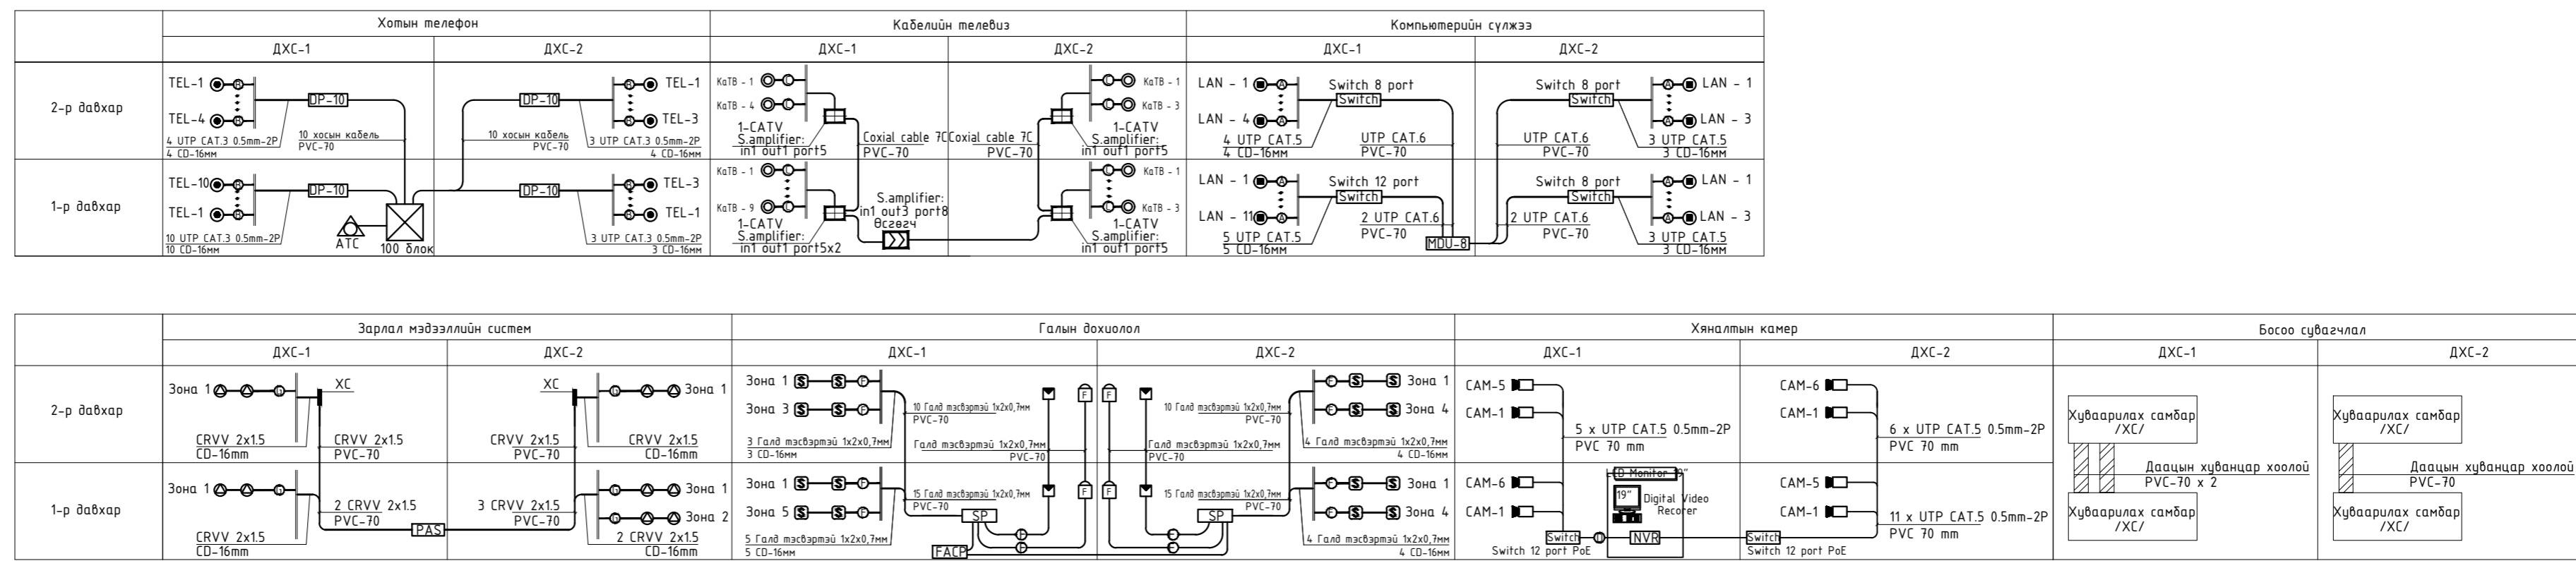 Хотын телефон
Кабелийн телевиз
Компьютерийн сүлжээ
ДХС-1
ДХС-2
ДХС-1
ДХС-2
ДХС-1
ДХС-2
2-р давхар
TEL-1
B
TEL-4
B
DP-10
4 UTP CAT.3 0.5mm-2P
4 CD-16мм
10 хосын кабель
PVC-70
DP-10
B
TEL-1
B
TEL-3
10 хосын кабель
PVC-70
3 UTP CAT.3 0.5mm-2P
4 CD-16мм
КаТВ - 1
C
КаТВ - 4
C
1-CATV
S.amplifier:
in1 out1 port5
Coxial cable 7C
PVC-70
Coxial cable 7C
PVC-70
C
КаТВ - 1
C
КаТВ - 3
1-CATV
S.amplifier:
in1 out1 port5
LAN - 1
A
LAN - 4
A
Switch 8 port
Switch
4 UTP CAT.5
4 CD-16мм
UTP CAT.6
PVC-70
Switch 8 port
Switch
A
LAN - 1
A
LAN - 3
UTP CAT.6
PVC-70
3 UTP CAT.5
3 CD-16мм
1-р давхар
TEL-10
B
TEL-1
B
DP-10
10 UTP CAT.3 0.5mm-2P
10 CD-16мм
АТС
100 блок
DP-10
B
TEL-3
B
TEL-1
3 UTP CAT.3 0.5mm-2P
3 CD-16мм
КаТВ - 1
C
КаТВ - 9
C
1-CATV
S.amplifier:
in1 out1 port5x2
S.amplifier:
in1 out3 port8
Өсгөгч
C
КаТВ - 1
C
КаТВ - 3
1-CATV
S.amplifier:
in1 out1 port5
LAN - 1
A
LAN - 11
A
Switch 12 port
Switch
5 UTP CAT.5
5 CD-16мм
2 UTP CAT.6
PVC-70
MDU-8
Switch 8 port
Switch
A
LAN - 1
A
LAN - 3
2 UTP CAT.6
PVC-70
3 UTP CAT.5
3 CD-16мм
Зарлал мэдээллийн систем
Галын дохиолол
Хяналтын камер
Босоо сувагчлал
ДХС-1
ДХС-2
ДХС-1
ДХС-2
ДХС-1
ДХС-2
ДХС-1
ДХС-2
2-р давхар
Зона 1
ХС
CRVV 2x1.5
CD-16mm
CRVV 2x1.5
PVC-70
ХС
Зона 1
CRVV 2x1.5
PVC-70
CRVV 2x1.5
CD-16mm
Зона 1
S
S
F
Зона 3
S
S
F
3 Галд тэсвэртэй 1x2x0,7мм
3 CD-16мм
10 Галд тэсвэртэй 1x2x0,7мм
PVC-70
Галд тэсвэртэй 1x2x0,7мм
PVC-70
F
F
10 Галд тэсвэртэй 1x2x0,7мм
PVC-70
Галд тэсвэртэй 1x2x0,7мм
PVC-70
F
S
S
Зона 1
F
S
S
Зона 4
4 Галд тэсвэртэй 1x2x0,7мм
4 CD-16мм
CAM-5
CAM-1
5 x UTP CAT.5 0.5mm-2P
PVC 70 mm
CAM-6
CAM-1
6 x UTP CAT.5 0.5mm-2P
PVC 70 mm
Хуваарилах самбар
/ХС/
Хуваарилах самбар
/ХС/
1-р давхар
Зона 1
CRVV 2x1.5
CD-16mm
2 CRVV 2x1.5
PVC-70
PAS
3 CRVV 2x1.5
PVC-70
Зона 1
Зона 2
2 CRVV 2x1.5
CD-16mm
Зона 1
S
S
F
Зона 5
S
S
F
5 Галд тэсвэртэй 1x2x0,7мм
5 CD-16мм
15 Галд тэсвэртэй 1x2x0,7мм
PVC-70
SP
FACP
F
F
F
F
15 Галд тэсвэртэй 1x2x0,7мм
PVC-70
SP
F
F
F
S
S
Зона 1
F
S
S
Зона 4
4 Галд тэсвэртэй 1x2x0,7мм
4 CD-16мм
CAM-6
CAM-1
Switch
Switch 12 port PoE
D
Monitor 19"
19"
Digital Video
Recorer
NVR
Switch
Switch 12 port PoE
CAM-5
CAM-1
11 x UTP CAT.5 0.5mm-2P
PVC 70 mm
Даацын хуванцар хоолой
PVC-70 x 2
Хуваарилах самбар
/ХС/
Даацын хуванцар хоолой
PVC-70
Хуваарилах самбар
/ХС/